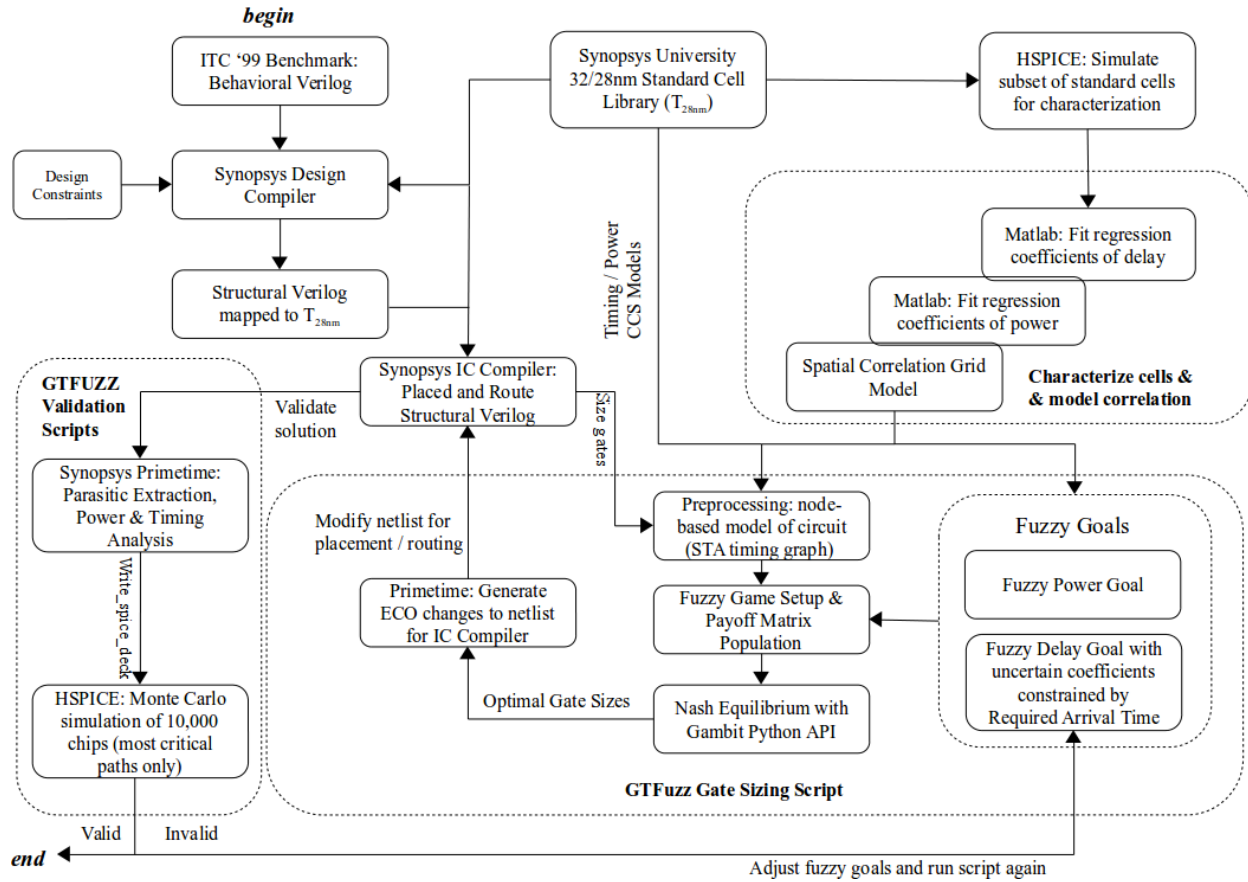 begin
ITC ‘99 Benchmark:
Behavioral Verilog
Synopsys University
32/28nm Standard Cell
Library (T28nm)
HSPICE: Simulate
subset of standard cells
for characterization
Design
Constraints
Synopsys Design
Compiler
Structural Verilog
mapped to T28nm
Timing / Power
CCS Models
Matlab: Fit regression
coefficients of delay
Matlab: Fit regression
coefficients of power
Spatial Correlation Grid
Model
Characterize cells &
& model correlation
GTFUZZ
Validation
Scripts
Validate
solution
Synopsys IC Compiler:
Placed and Route
Structural Verilog
Size gates
Synopsys Primetime:
Parasitic Extraction,
Power & Timing
Analysis
Write_spice_deck
HSPICE: Monte Carlo
simulation of 10,000
chips (most critical
paths only)
Modify netlist for
placement / routing
Primetime: Generate
ECO changes to netlist
for IC Compiler
Optimal Gate Sizes
Preprocessing: node-
based model of circuit
(STA timing graph)
Fuzzy Game Setup &
Payoff Matrix
Population
Nash Equilibrium with
Gambit Python API
Fuzzy Goals
Fuzzy Power Goal
Fuzzy Delay Goal with
uncertain coefficients
constrained by
Required Arrival Time
GTFuzz Gate Sizing Script
Valid
Invalid
end
Adjust fuzzy goals and run script again